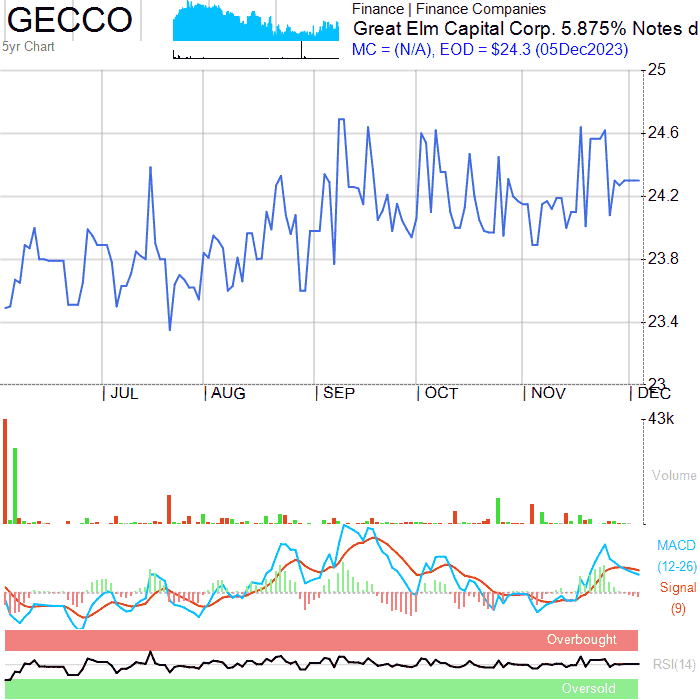 GECCO
5yr Chart
Finance | Finance Companies
Great Elm Capital Corp. 5.875% Notes d
MC = (N/A), EOD = $24.3 (05Dec2023)
25
24.6
24.2
23.8
23.4
23
JUL AUG SEP OCT NOV DEC
43k
Volume
MACD
(12-26)
Signal
(9)
Overbought
RSI(14)
Oversold